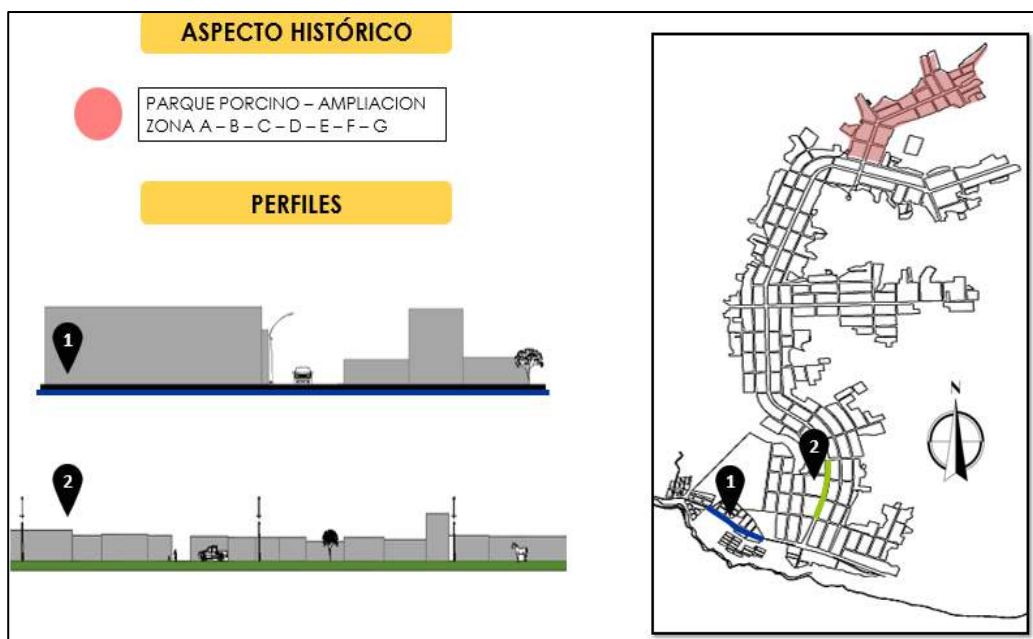 ASPECTO HISTÓRICO
PARQUE PORCINO – AMPLIACION
ZONA A – B – C – D – E – F – G
PERFILES
1
2
N
2
1